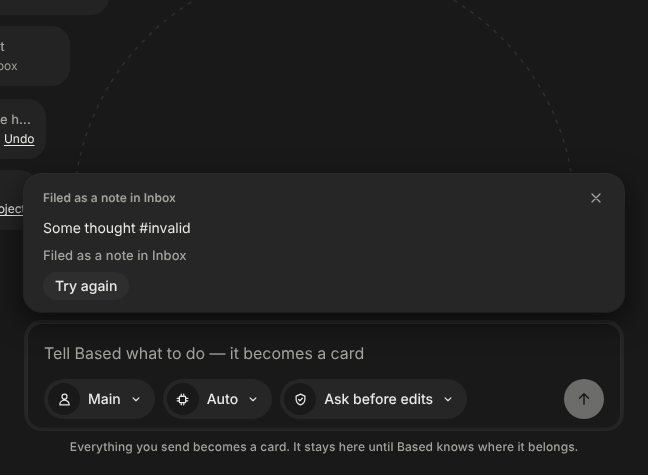 t
box
e h...
Undo
oject
Filed as a note in Inbox
Some thought #invalid
Filed as a note in Inbox
Try again
Tell Based what to do — it becomes a card
Main Auto Ask before edits
Everything you send becomes a card. It stays here until Based knows where it belongs.